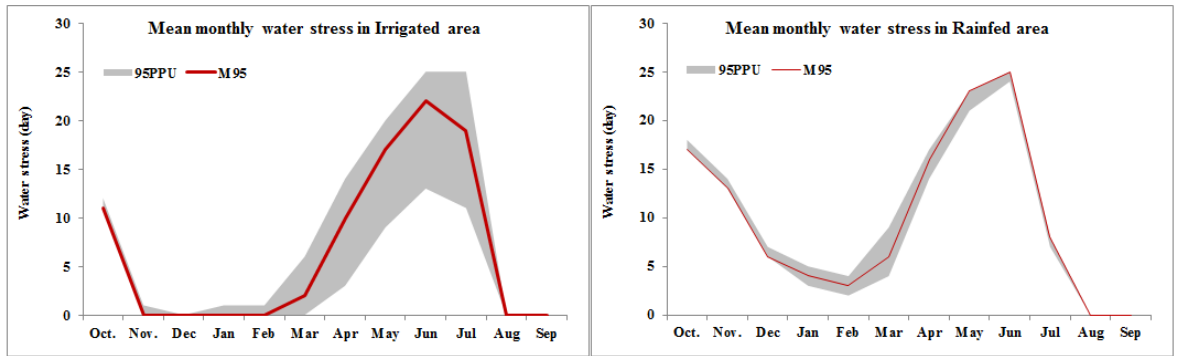 Mean monthly water stress in Irrigated area
95PPU M95
Water stress (day)
30
25
20
15
10
5
0
Oct. Nov. Dec Jan Feb Mar Apr May Jun Jul Aug Sep
Mean monthly water stress in Rainfed area
95PPU M95
Water stress (day)
30
25
20
15
10
5
0
Oct. Nov. Dec Jan Feb Mar Apr May Jun Jul Aug Sep